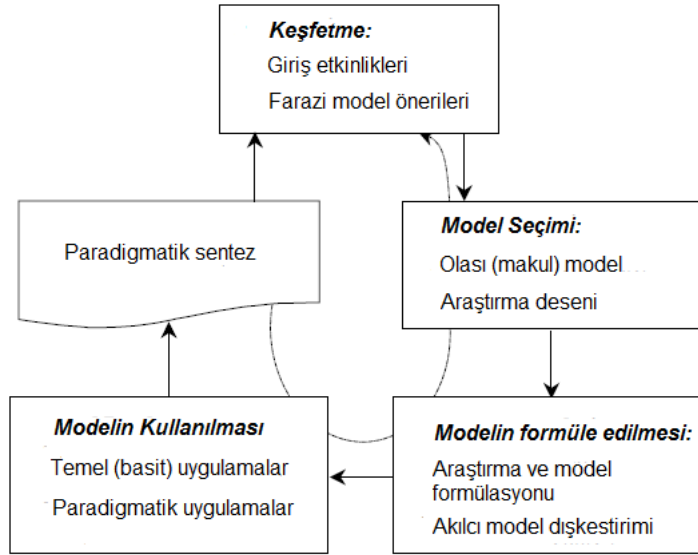 Keşfetme:
Giriş etkinlikleri
Farazi model önerileri
Model Seçimi:
Olası (makul) model
Araştırma deseni
Paradigmatik sentez
Modelin Kullanılması
Temel (basit) uygulamalar
Paradigmatik uygulamalar
Modelin formüle edilmesi:
Araştırma ve model
formülasyonu
Akılcı model dışkestirimi